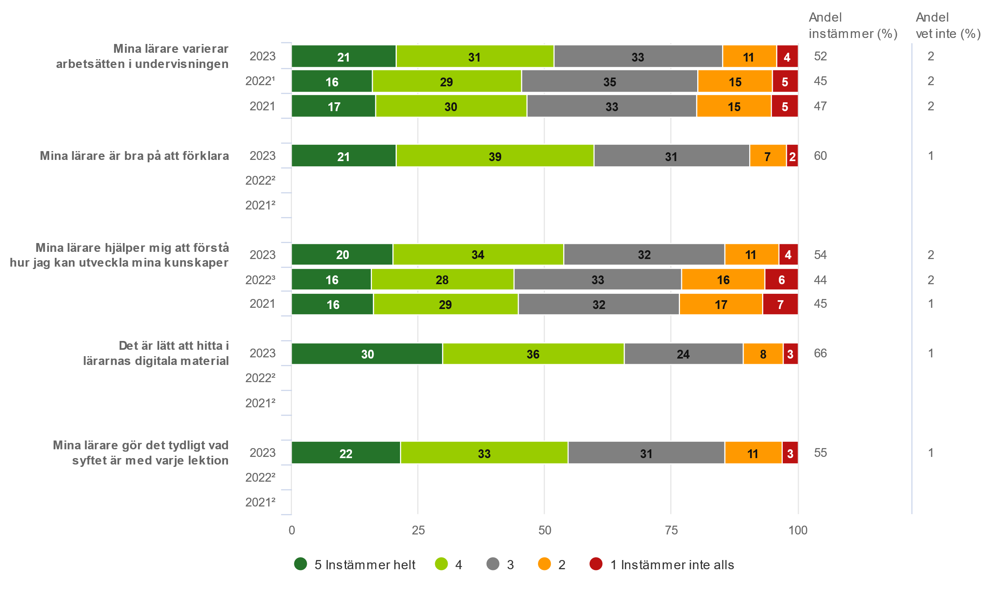 Andel
instämmer (%)
Andel
vet inte (%)
Mina lärare varierar
arbetsätten i undervisningen
2023 21 31 33 11 4 52 2
2022¹ 16 29 35 15 5 45 2
2021 17 30 33 15 5 47 2
Mina lärare är bra på att förklara
2023 21 39 31 7 2 60 1
2022²
2021²
Mina lärare hjälper mig att förstå
hur jag kan utveckla mina kunskaper
2023 20 34 32 11 4 54 2
2022³ 16 28 33 16 6 44 2
2021 16 29 32 17 7 45 1
Det är lätt att hitta i
lärarnas digitala material
2023 30 36 24 8 3 66 1
2022²
2021²
Mina lärare gör det tydligt vad
syftet är med varje lektion
2023 22 33 31 11 3 55 1
2022²
2021²
0 25 50 75 100
5 Instämmer helt 4 3 2 1 Instämmer inte alls